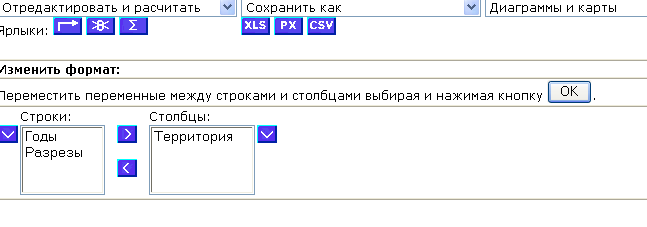 Отредактировать и расчитать Сохранить как Диаграммы и карты
Ярлыки: Σ XLS PX CSV
Изменить формат:
Переместить переменные между строками и столбцами выбирая и нажимая кнопку OK .
Строки: Столбцы:
Годы Территория
Разрезы